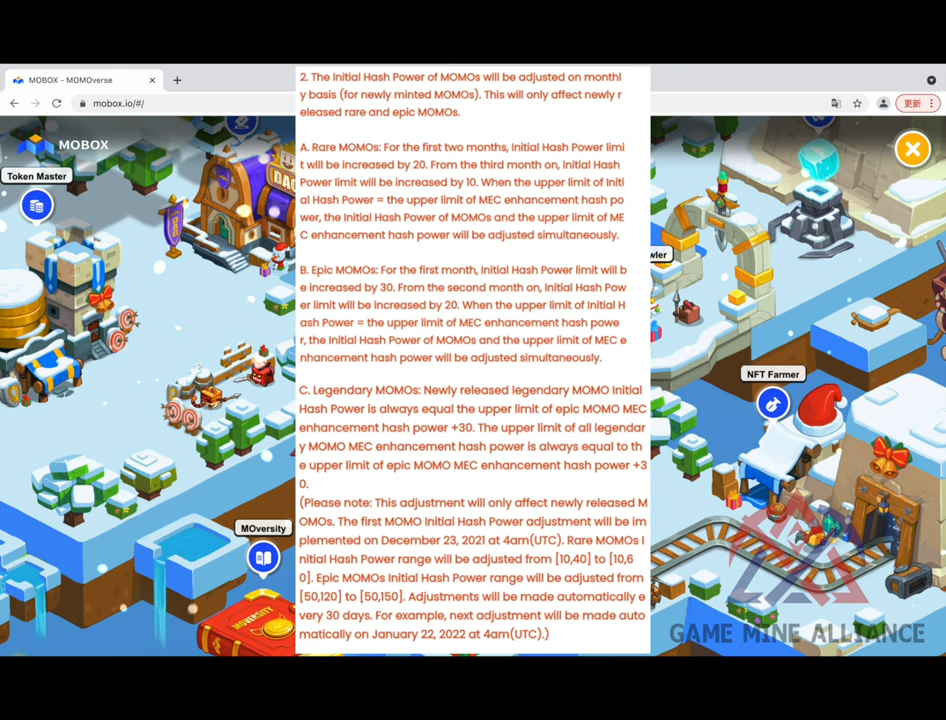 MOBOX - MOMOverse
mobox.io/#/
更新
MOBOX
Token Master
2. The Initial Hash Power of MOMOs will be adjusted on monthl
y basis (for newly minted MOMOs). This will only affect newly r
eleased rare and epic MOMOs.
A. Rare MOMOs: For the first two months, Initial Hash Power limi
t will be increased by 20. From the third month on, Initial Hash
Power limit will be increased by 10. When the upper limit of Initi
al Hash Power = the upper limit of MEC enhancement hash po
wer, the Initial Hash Power of MOMOs and the upper limit of ME
C enhancement hash power will be adjusted simultaneously.
B. Epic MOMOs: For the first month, Initial Hash Power limit will b
e increased by 30. From the second month on, Initial Hash Pow
er limit will be increased by 20. When the upper limit of Initial H
ash Power = the upper limit of MEC enhancement hash powe
r, the Initial Hash Power of MOMOs and the upper limit of MEC e
nhancement hash power will be adjusted simultaneously.
C. Legendary MOMOs: Newly released legendary MOMO Initial
Hash Power is always equal the upper limit of epic MOMO MEC
enhancement hash power +30. The upper limit of all legendar
y MOMO MEC enhancement hash power is always equal to th
e upper limit of epic MOMO MEC enhancement hash power +3
0.
(Please note: This adjustment will only affect newly released M
OMOs. The first MOMO Initial Hash Power adjustment will be im
plemented on December 23, 2021 at 4am(UTC). Rare MOMOs I
nitial Hash Power range will be adjusted from [10,40] to [10,6
0]. Epic MOMOs Initial Hash Power range will be adjusted from
[50,120] to [50,150]. Adjustments will be made automatically e
very 30 days. For example, next adjustment will be made auto
matically on January 22, 2022 at 4am(UTC).)
wler
NFT Farmer
MOversity
MOVERSITY
GAME MINE ALLIANCE